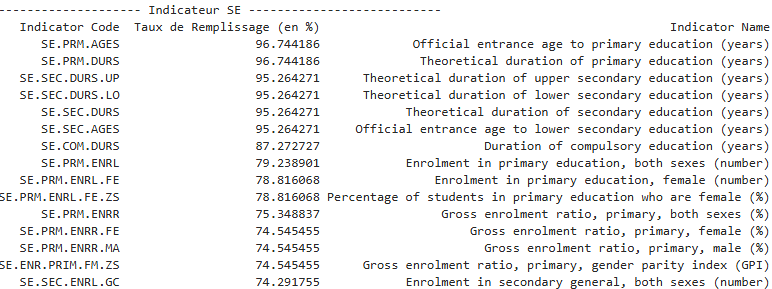 -------------------- Indicateur SE ---------------------------
Indicator Code Taux de Remplissage (en %) Indicator Name
SE.PRM.AGES 96.744186 Official entrance age to primary education (years)
SE.PRM.DURS 96.744186 Theoretical duration of primary education (years)
SE.SEC.DURS.UP 95.264271 Theoretical duration of upper secondary education (years)
SE.SEC.DURS.LO 95.264271 Theoretical duration of lower secondary education (years)
SE.SEC.DURS 95.264271 Theoretical duration of secondary education (years)
SE.SEC.AGES 95.264271 Official entrance age to lower secondary education (years)
SE.COM.DURS 87.272727 Duration of compulsory education (years)
SE.PRM.ENRL 79.238901 Enrolment in primary education, both sexes (number)
SE.PRM.ENRL.FE 78.816068 Enrolment in primary education, female (number)
SE.PRM.ENRL.FE.ZS 78.816068 Percentage of students in primary education who are female (%)
SE.PRM.ENRR 75.348837 Gross enrolment ratio, primary, both sexes (%)
SE.PRM.ENRR.FE 74.545455 Gross enrolment ratio, primary, female (%)
SE.PRM.ENRR.MA 74.545455 Gross enrolment ratio, primary, male (%)
SE.ENR.PRIM.FM.ZS 74.545455 Gross enrolment ratio, primary, gender parity index (GPI)
SE.SEC.ENRL.GC 74.291755 Enrolment in secondary general, both sexes (number)